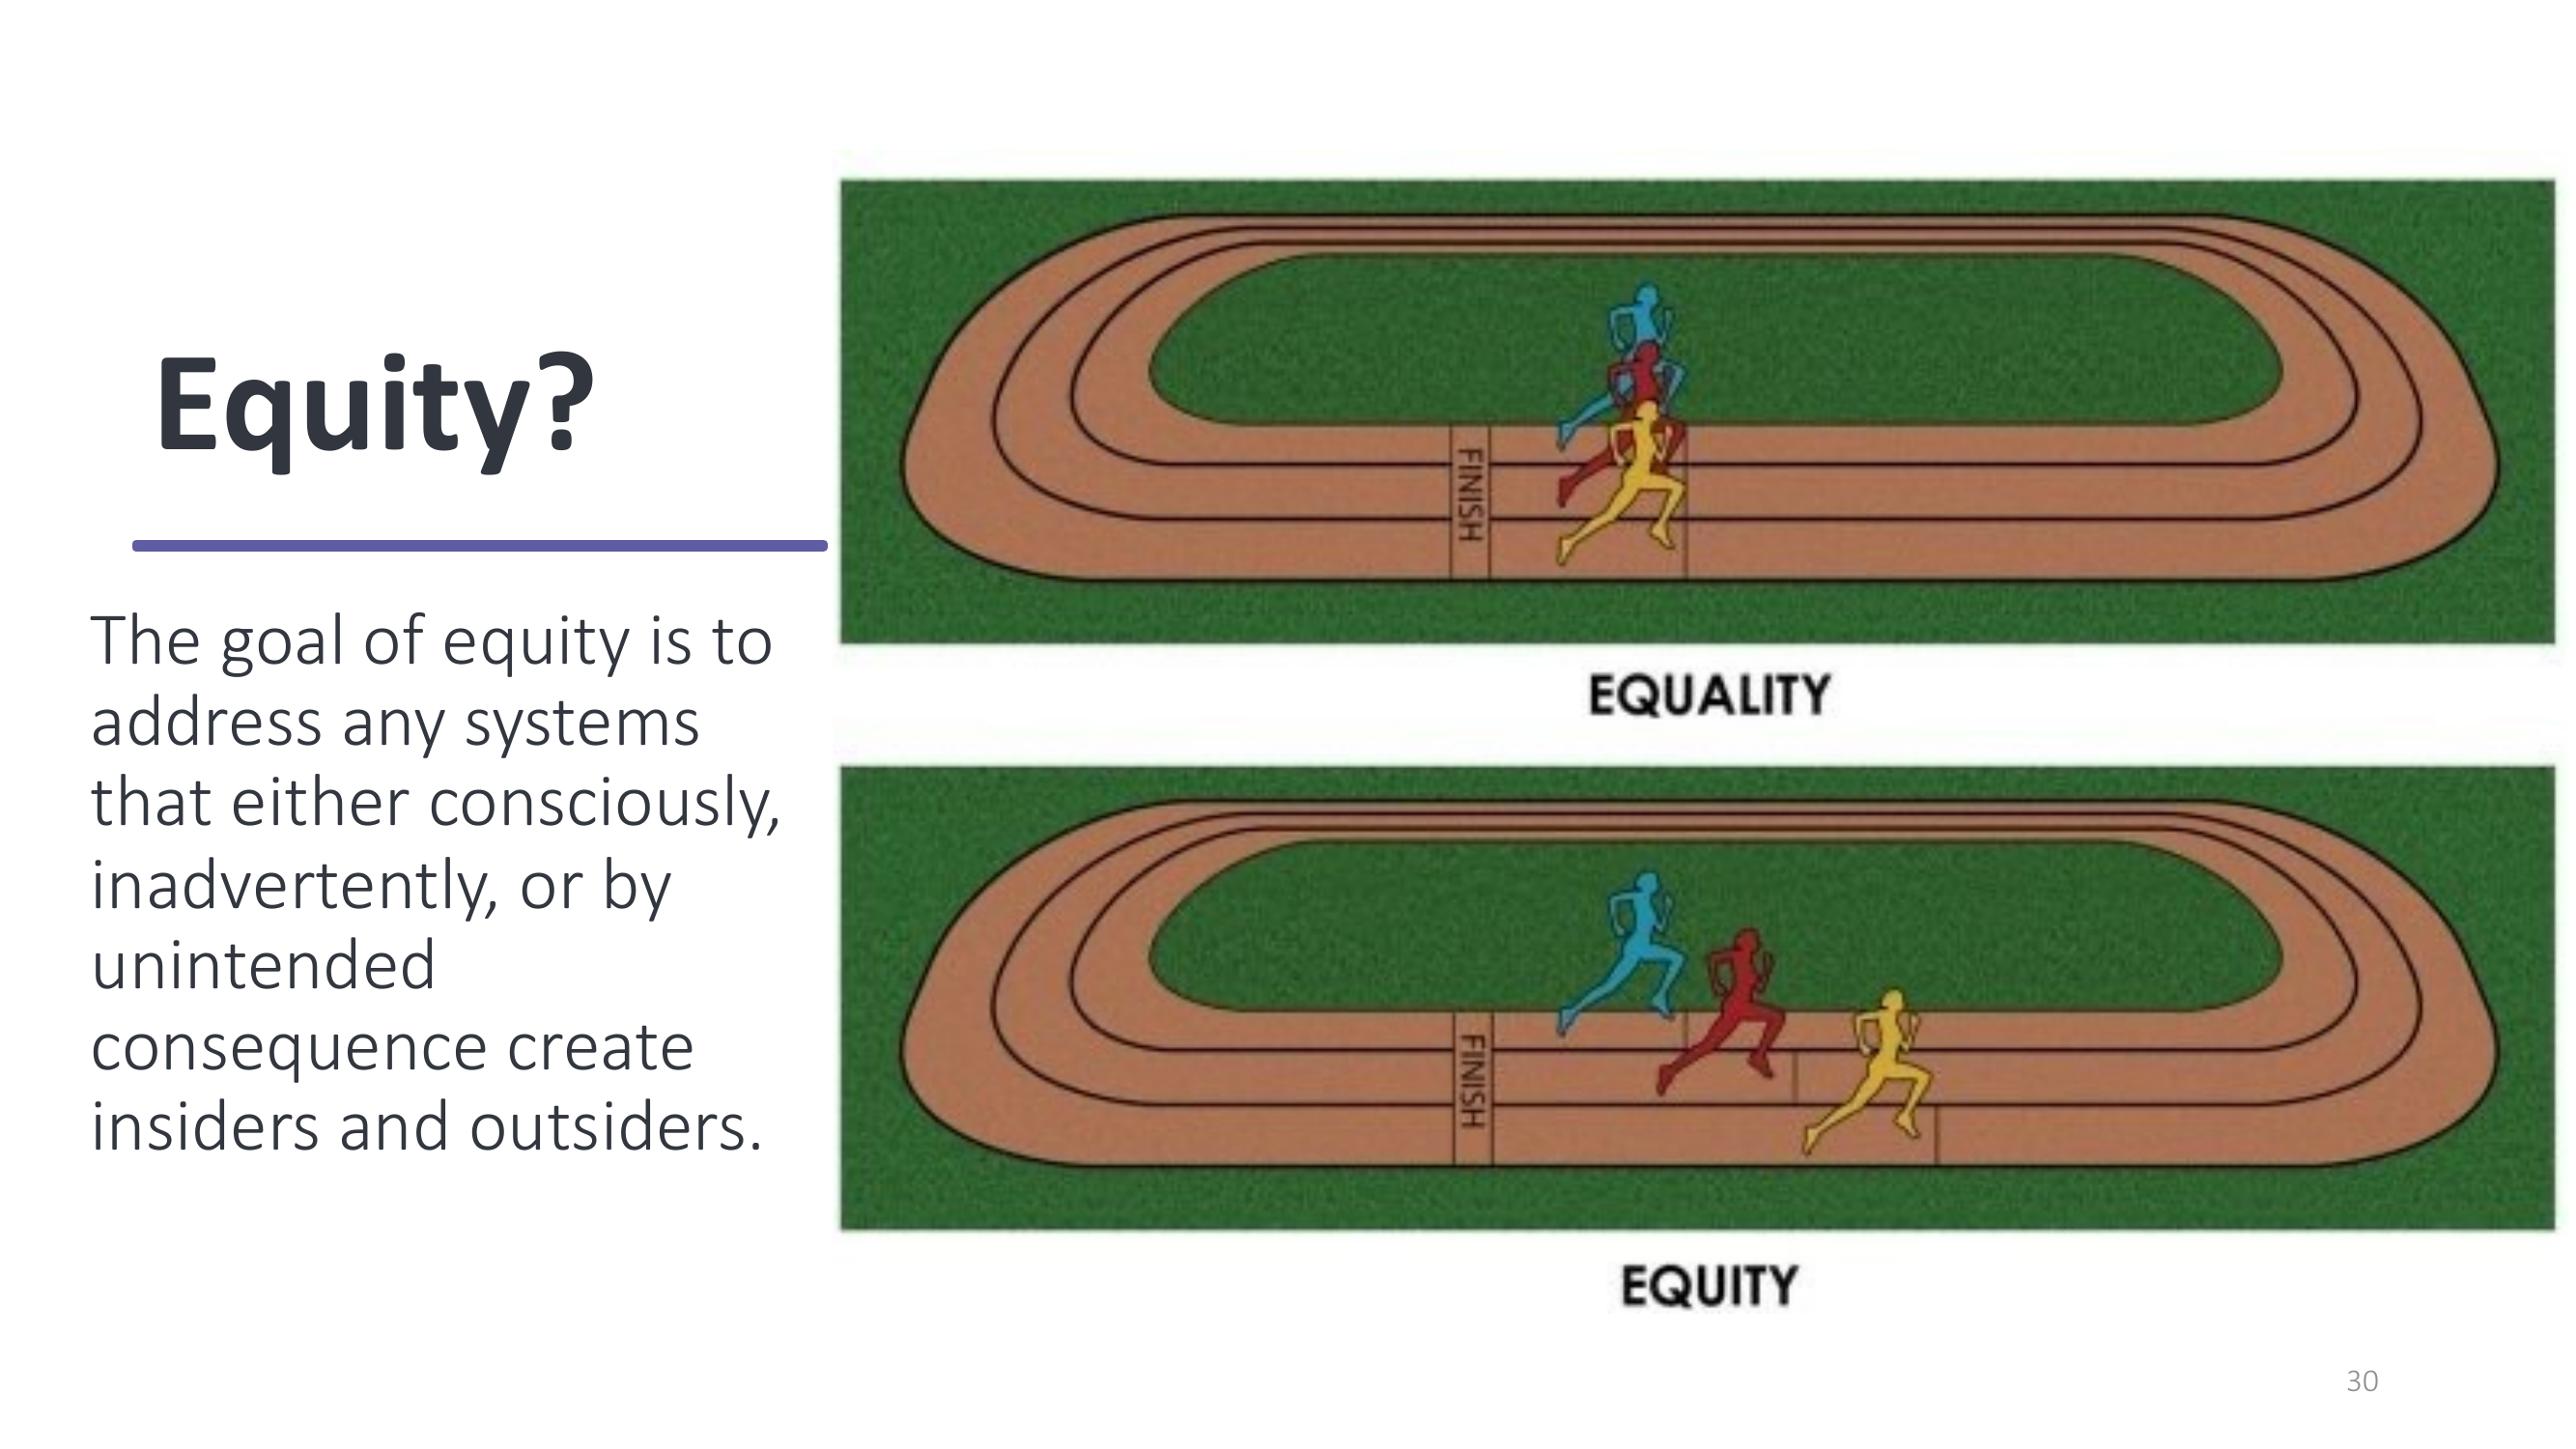 Equity?
The goal of equity is to
address any systems
that either consciously,
inadvertently, or by
unintended
consequence create
insiders and outsiders.
FINISH
EQUALITY
FINISH
EQUITY
30